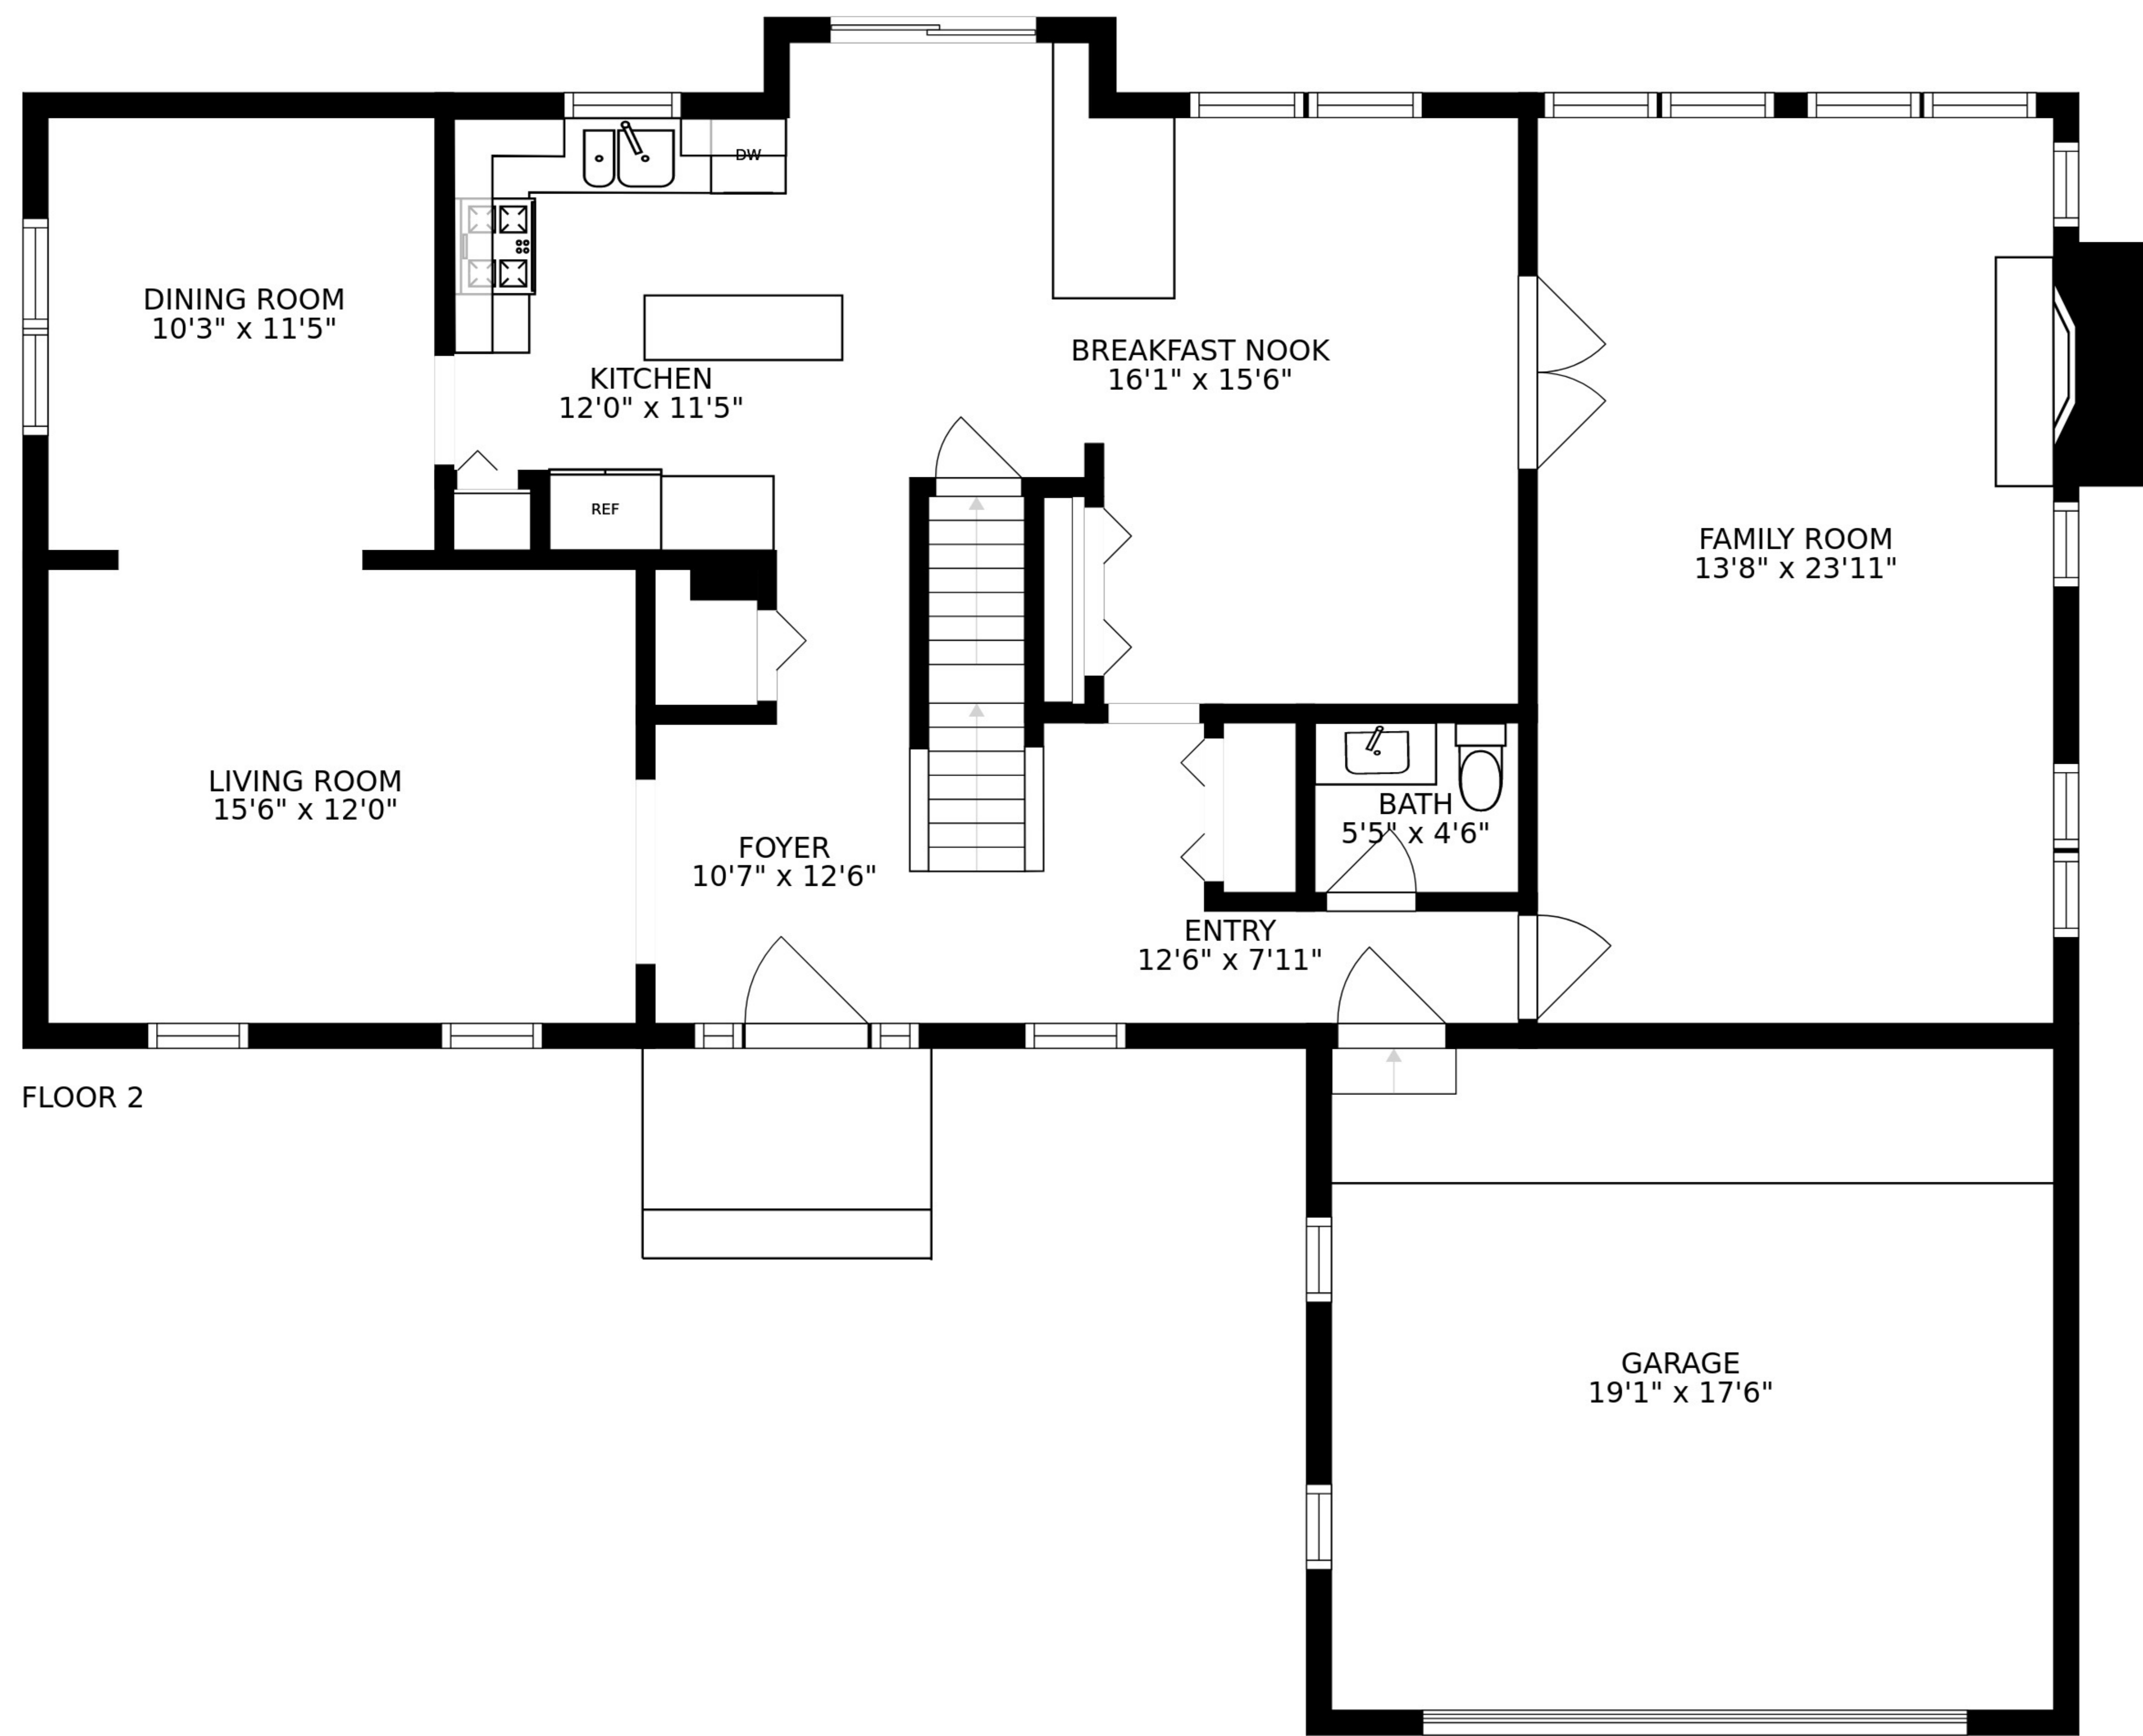 DW
DINING ROOM
10'3" x 11'5"
KITCHEN
12'0" x 11'5"
BREAKFAST NOOK
16'1" x 15'6"
REF
FAMILY ROOM
13'8" x 23'11"
LIVING ROOM
15'6" x 12'0"
FOYER
10'7" x 12'6"
BATH
5'5" x 4'6"
ENTRY
12'6" x 7'11"
FLOOR 2
GARAGE
19'1" x 17'6"